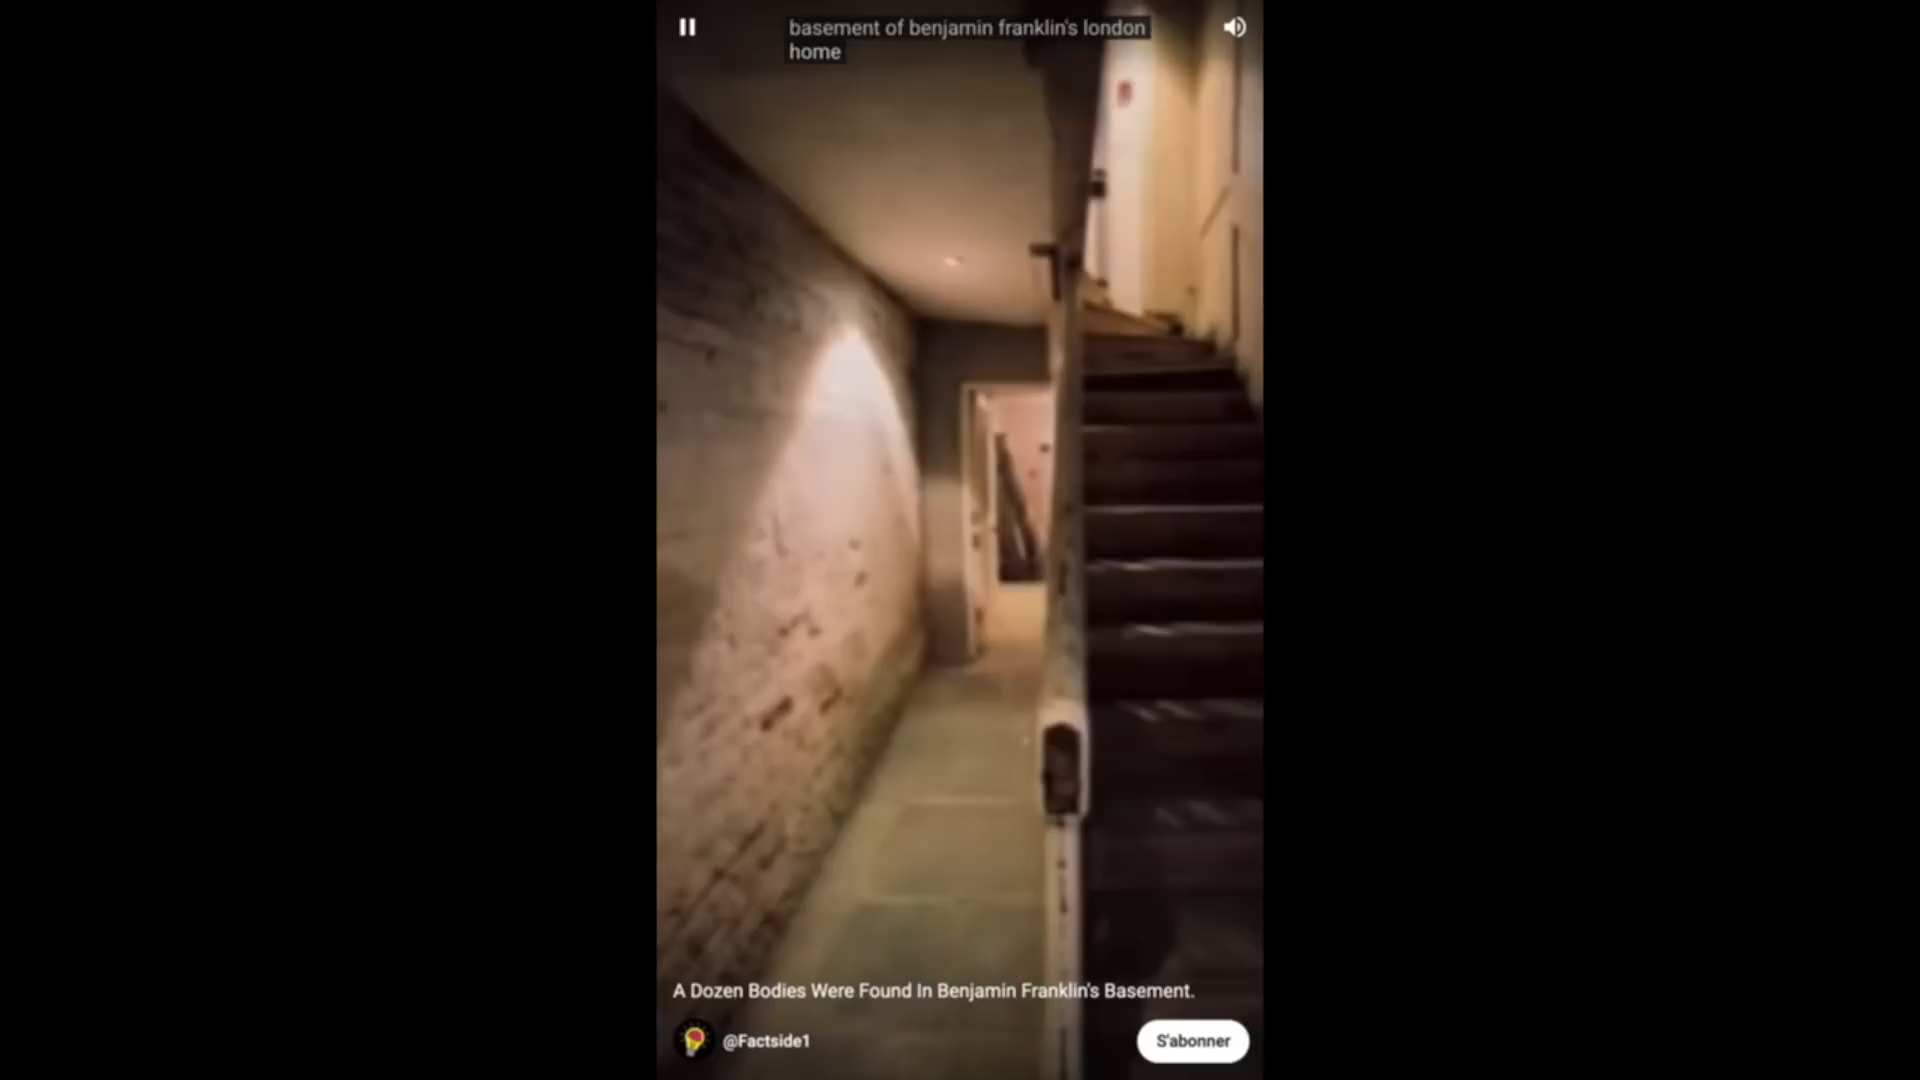 basement of benjamin franklin's london
home
A Dozen Bodies Were Found In Benjamin Franklin's Basement.
@Factside1
S'abonner